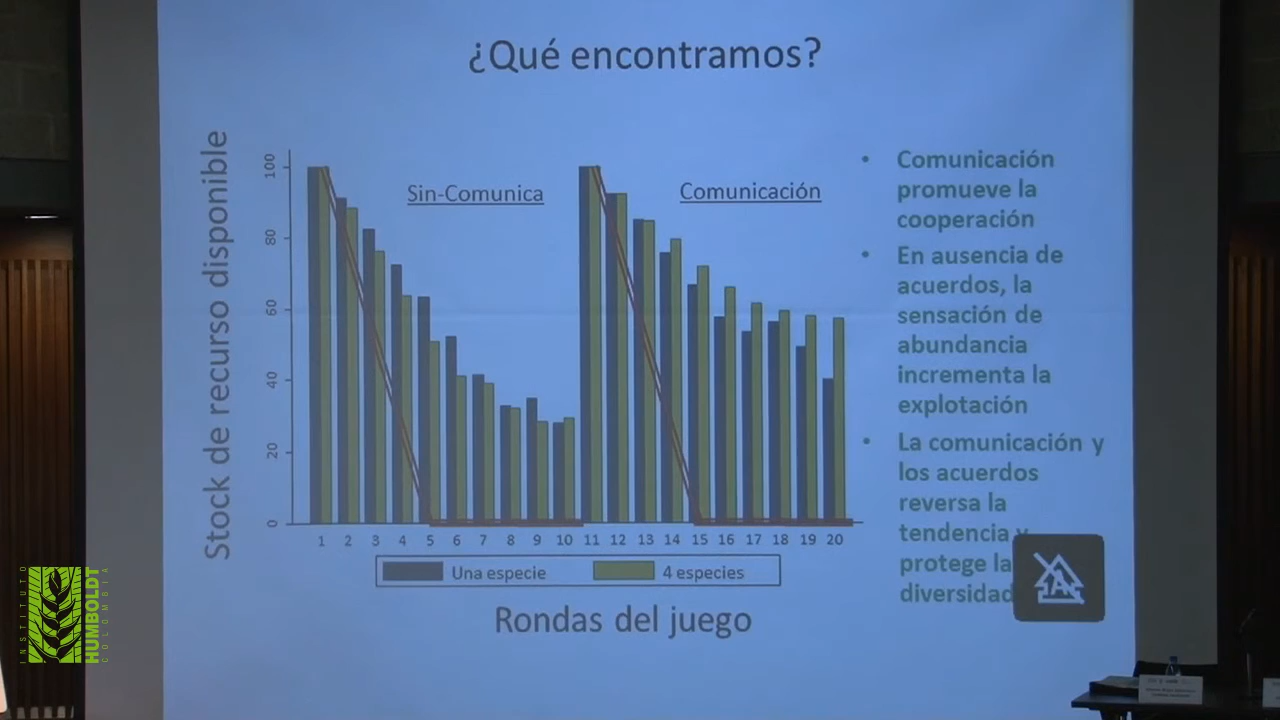 ¿Qué encontramos?
Stock de recurso disponible
100
80
60
40
20
0
Sin-Comunica
Comunicación
1 2 3 4 5 6 7 8 9 10 11 12 13 14 15 16 17 18 19 20
Una especie
4 especies
Rondas del juego
• Comunicación
promueve la
cooperación
• En ausencia de
acuerdos, la
sensación de
abundancia
incrementa la
explotación
• La comunicación y
los acuerdos
reversa la
tendencia y
protege la
diversidad
INSTITUTO
HUMBOLDT
COLOMBIA